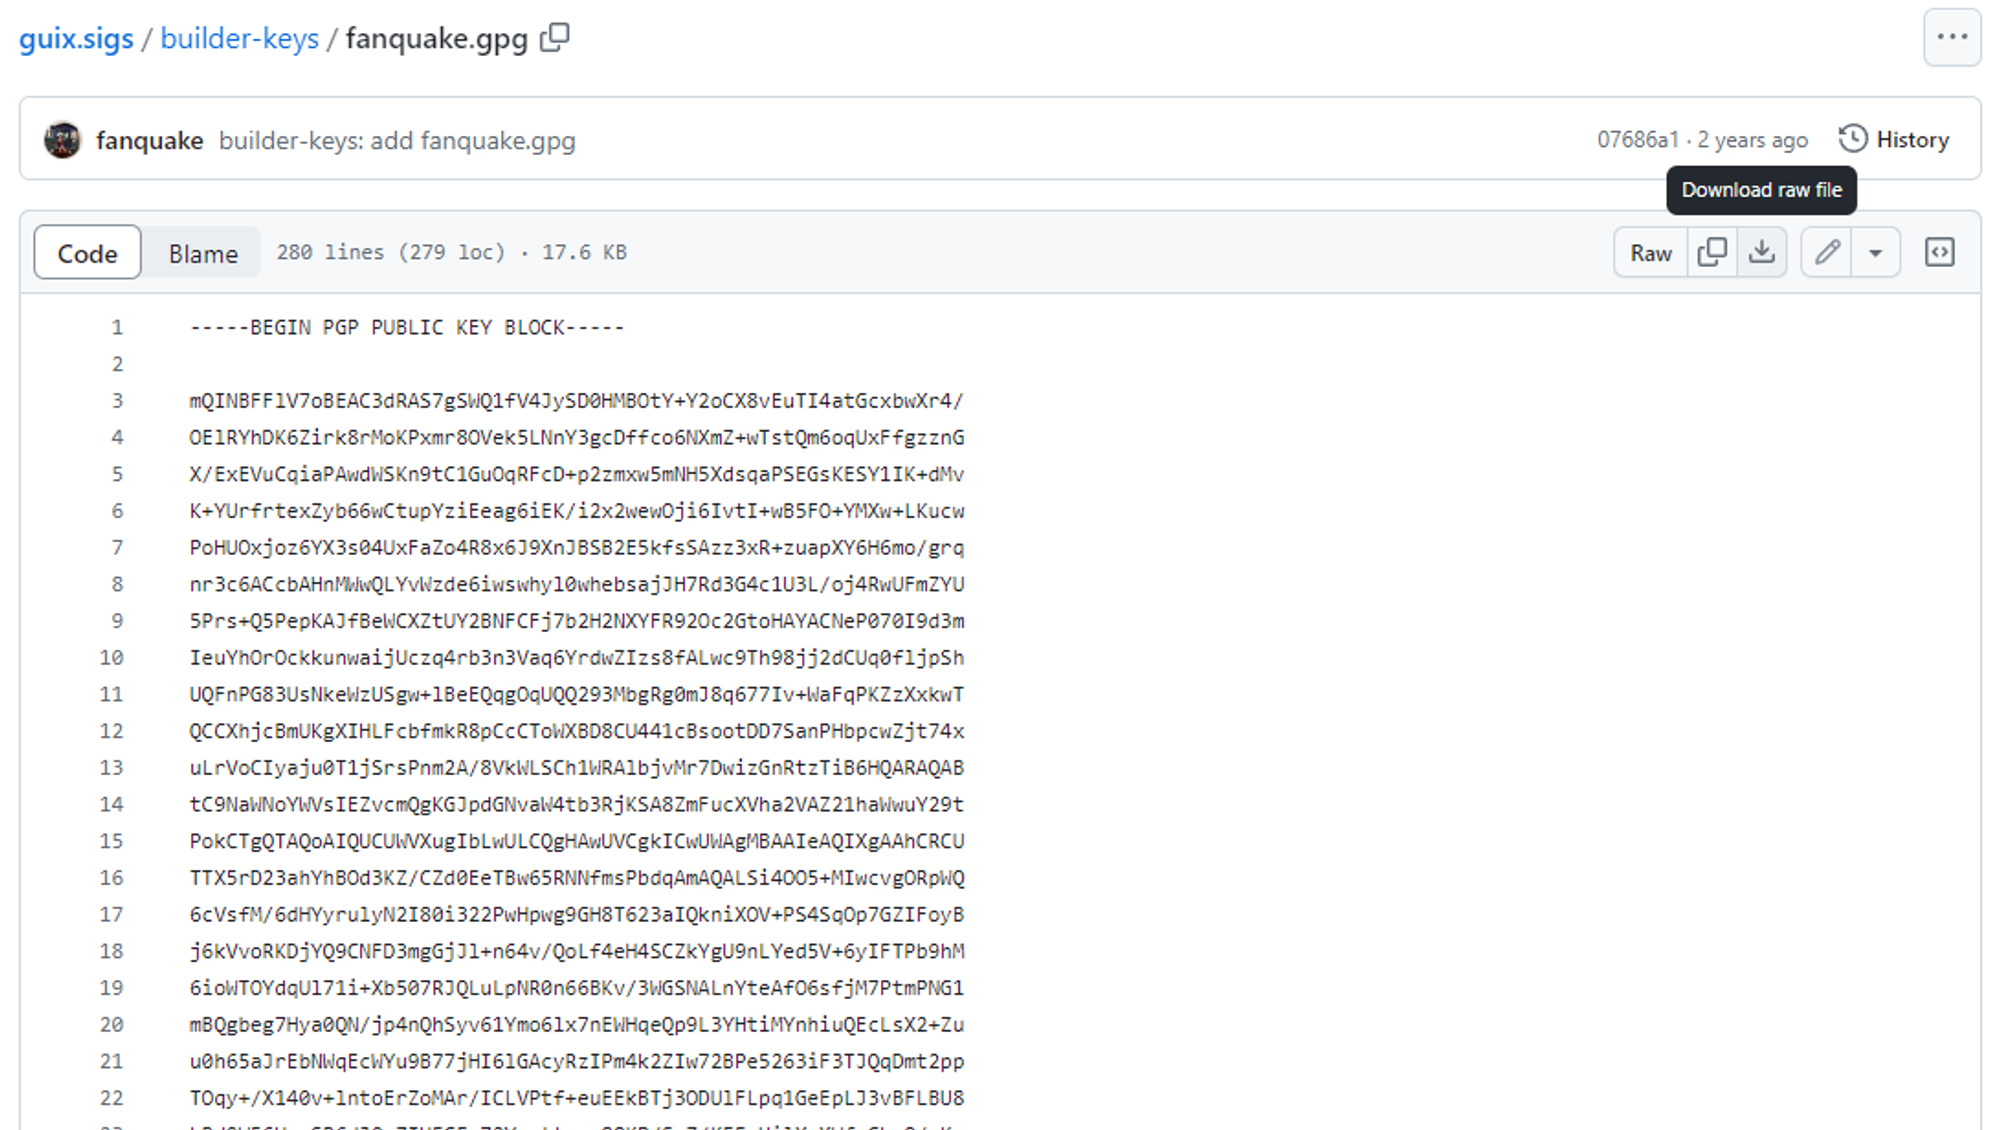 guix.sigs / builder-keys / fanquake.gpg
fanquake builder-keys: add fanquake.gpg 07686a1 · 2 years ago History
Download raw file
Code Blame 280 lines (279 loc) · 17.6 KB Raw
1 -----BEGIN PGP PUBLIC KEY BLOCK-----
2
3 mQINBFFlV7oBEAC3dRAS7gSWQ1fV4JySD0HMBOtY+Y2oCX8vEuTI4atGcxbwXr4/
4 OElRYhDK6Zirk8rMoKPxmr8OVek5LNnY3gcDffco6NXmZ+wTstQm6oqUxFfgzznG
5 X/ExEVuCqiaPAwdWSKn9tC1GuOqRFcD+p2zmxw5mNH5XdsqaPSEGsKESY1IK+dMv
6 K+YUrfrtexZyb66wCtupYziEeag6iEK/i2x2wewOji6IvtI+wB5FO+YMXw+LKucw
7 PoHUOxjoz6YX3s04UxFaZo4R8x6J9XnJBSB2E5kfsSAzz3xR+zuapXY6H6mo/grq
8 nr3c6ACcbAHnMWwQLYvWzde6iwswhyl0whebsajJH7Rd3G4c1U3L/oj4RwUFmZYU
9 5Prs+Q5PepKAJfBeWCXZtUY2BNFCFj7b2H2NXYFR92Oc2GtoHAYACNeP070I9d3m
10 IeuYhOrOckkunwaijUczq4rb3n3Vaq6YrdwZIzs8fALwc9Th98jj2dCUq0fljpSh
11 UQFnPG83UsNkeWzUSgw+lBeEQqgOqUQQ293MbgRg0mJ8q677Iv+WaFqPKZzXxkwT
12 QCCXhjcBmUKgXIHLFcbfmkR8pCcCToWXBD8CU441cBsootDD7SanPHbpcwZjt74x
13 uLrVoCIyaju0T1jSrsPnm2A/8VkWLSCh1WRAlbjvMr7DwizGnRtzTiB6HQARAQAB
14 tC9NaWNoYWVsIEZvcmQgKGJpdGNvaW4tb3RjKSA8ZmFucXVha2VAZ21haWwuY29t
15 PokCTgQTAQoAIQUCUWVXugIbLwULCQgHAwUVCgkICwUWAgMBAAIeAQIXgAAhCRCU
16 TTX5rD23ahYhBOd3KZ/CZd0EeTBw65RNNfmsPbdqAmAQALSi4OO5+MIwcvgORpWQ
17 6cVsfM/6dHYyrulyN2I80i322PwHpwg9GH8T623aIQkniXOV+PS4SqOp7GZIFoyB
18 j6kVvoRKDjYQ9CNFD3mgGjJl+n64v/QoLf4eH4SCZkYgU9nLYed5V+6yIFTPb9hM
19 6ioWTOYdqUl71i+Xb507RJQLuLpNR0n66BKv/3WGSNALnYteAfO6sfjM7PtmPNG1
20 mBQgbeg7Hya0QN/jp4nQhSyv61Ymo6lx7nEWHqeQp9L3YHtiMYnhiuQEcLsX2+Zu
21 u0h65aJrEbNWqEcWYu9B77jHI6lGAcyRzIPm4k2ZIw72BPe5263iF3TJQqDmt2pp
22 TOqy+/X140v+lntoErZoMAr/ICLVPtf+euEEkBTj3ODUlFLpq1GeEpLJ3vBFLBU8